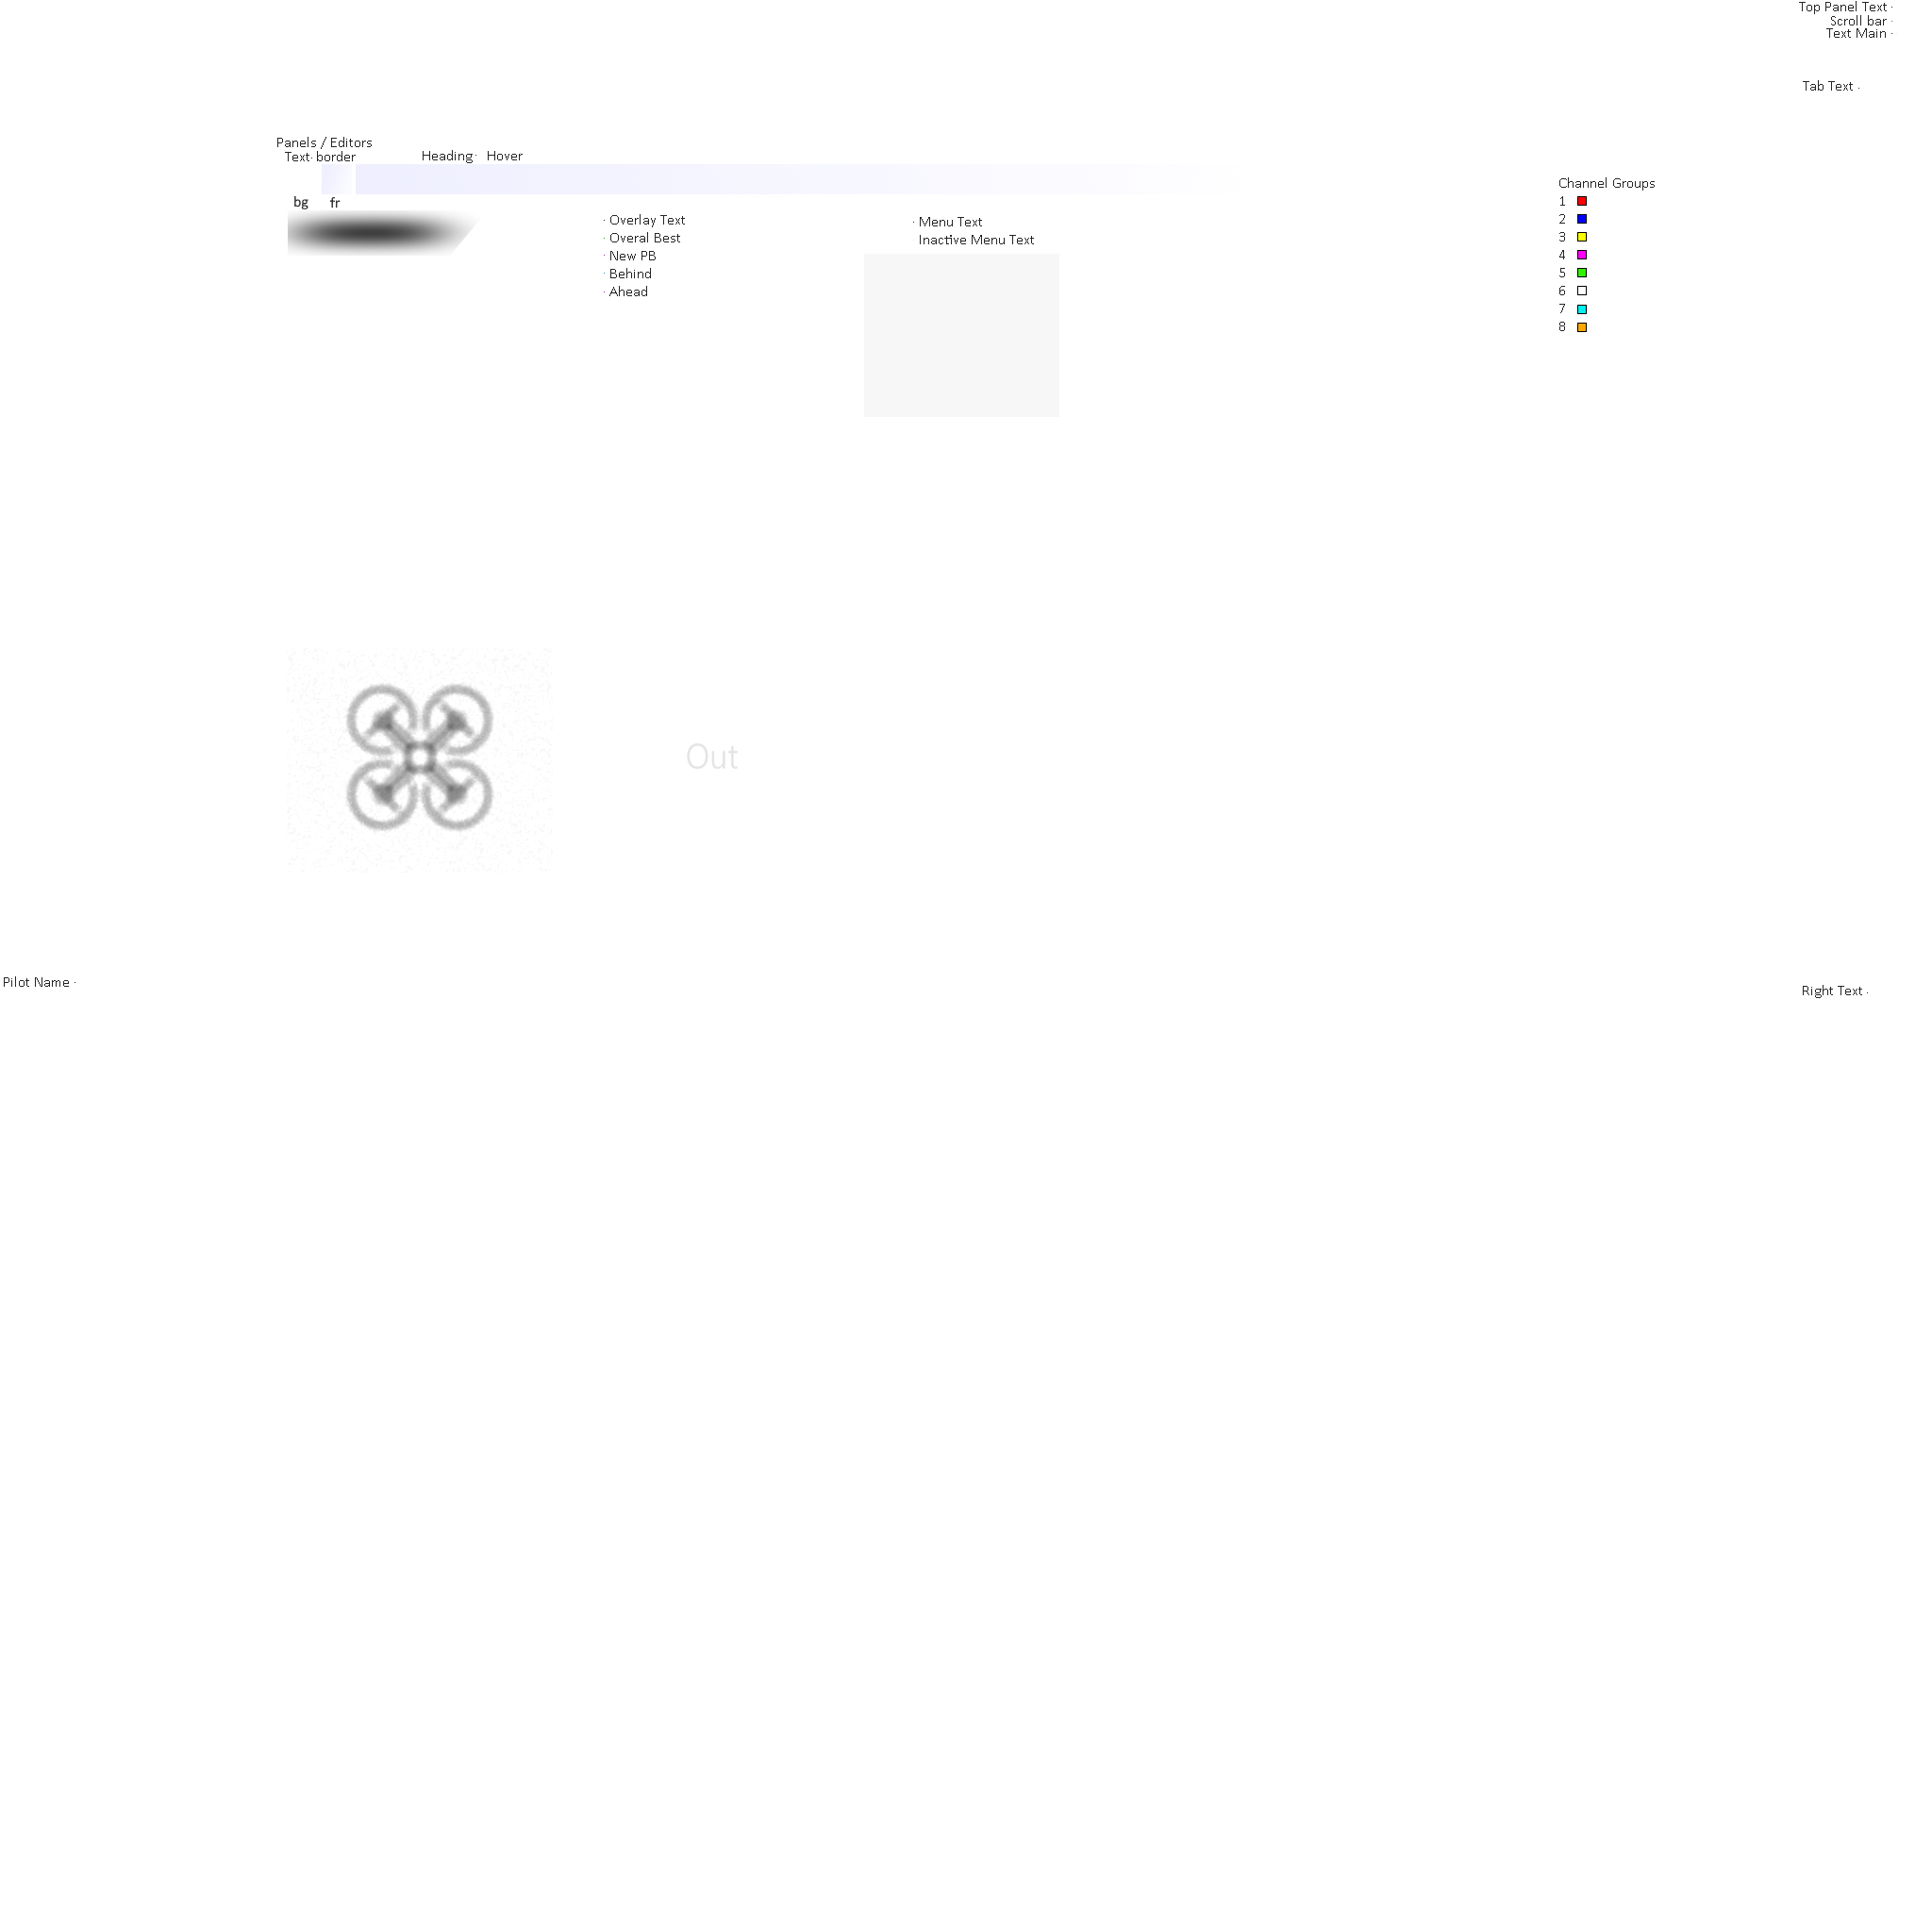 Top Panel Text
Scroll bar
Text Main
Tab Text
Panels / Editors
Text border Heading Hover
bg fr
Channel Groups
1
2
3
4
5
6
7
8
Overlay Text
Overal Best
New PB
Behind
Ahead
Menu Text
Inactive Menu Text
Out
Pilot Name
Right Text